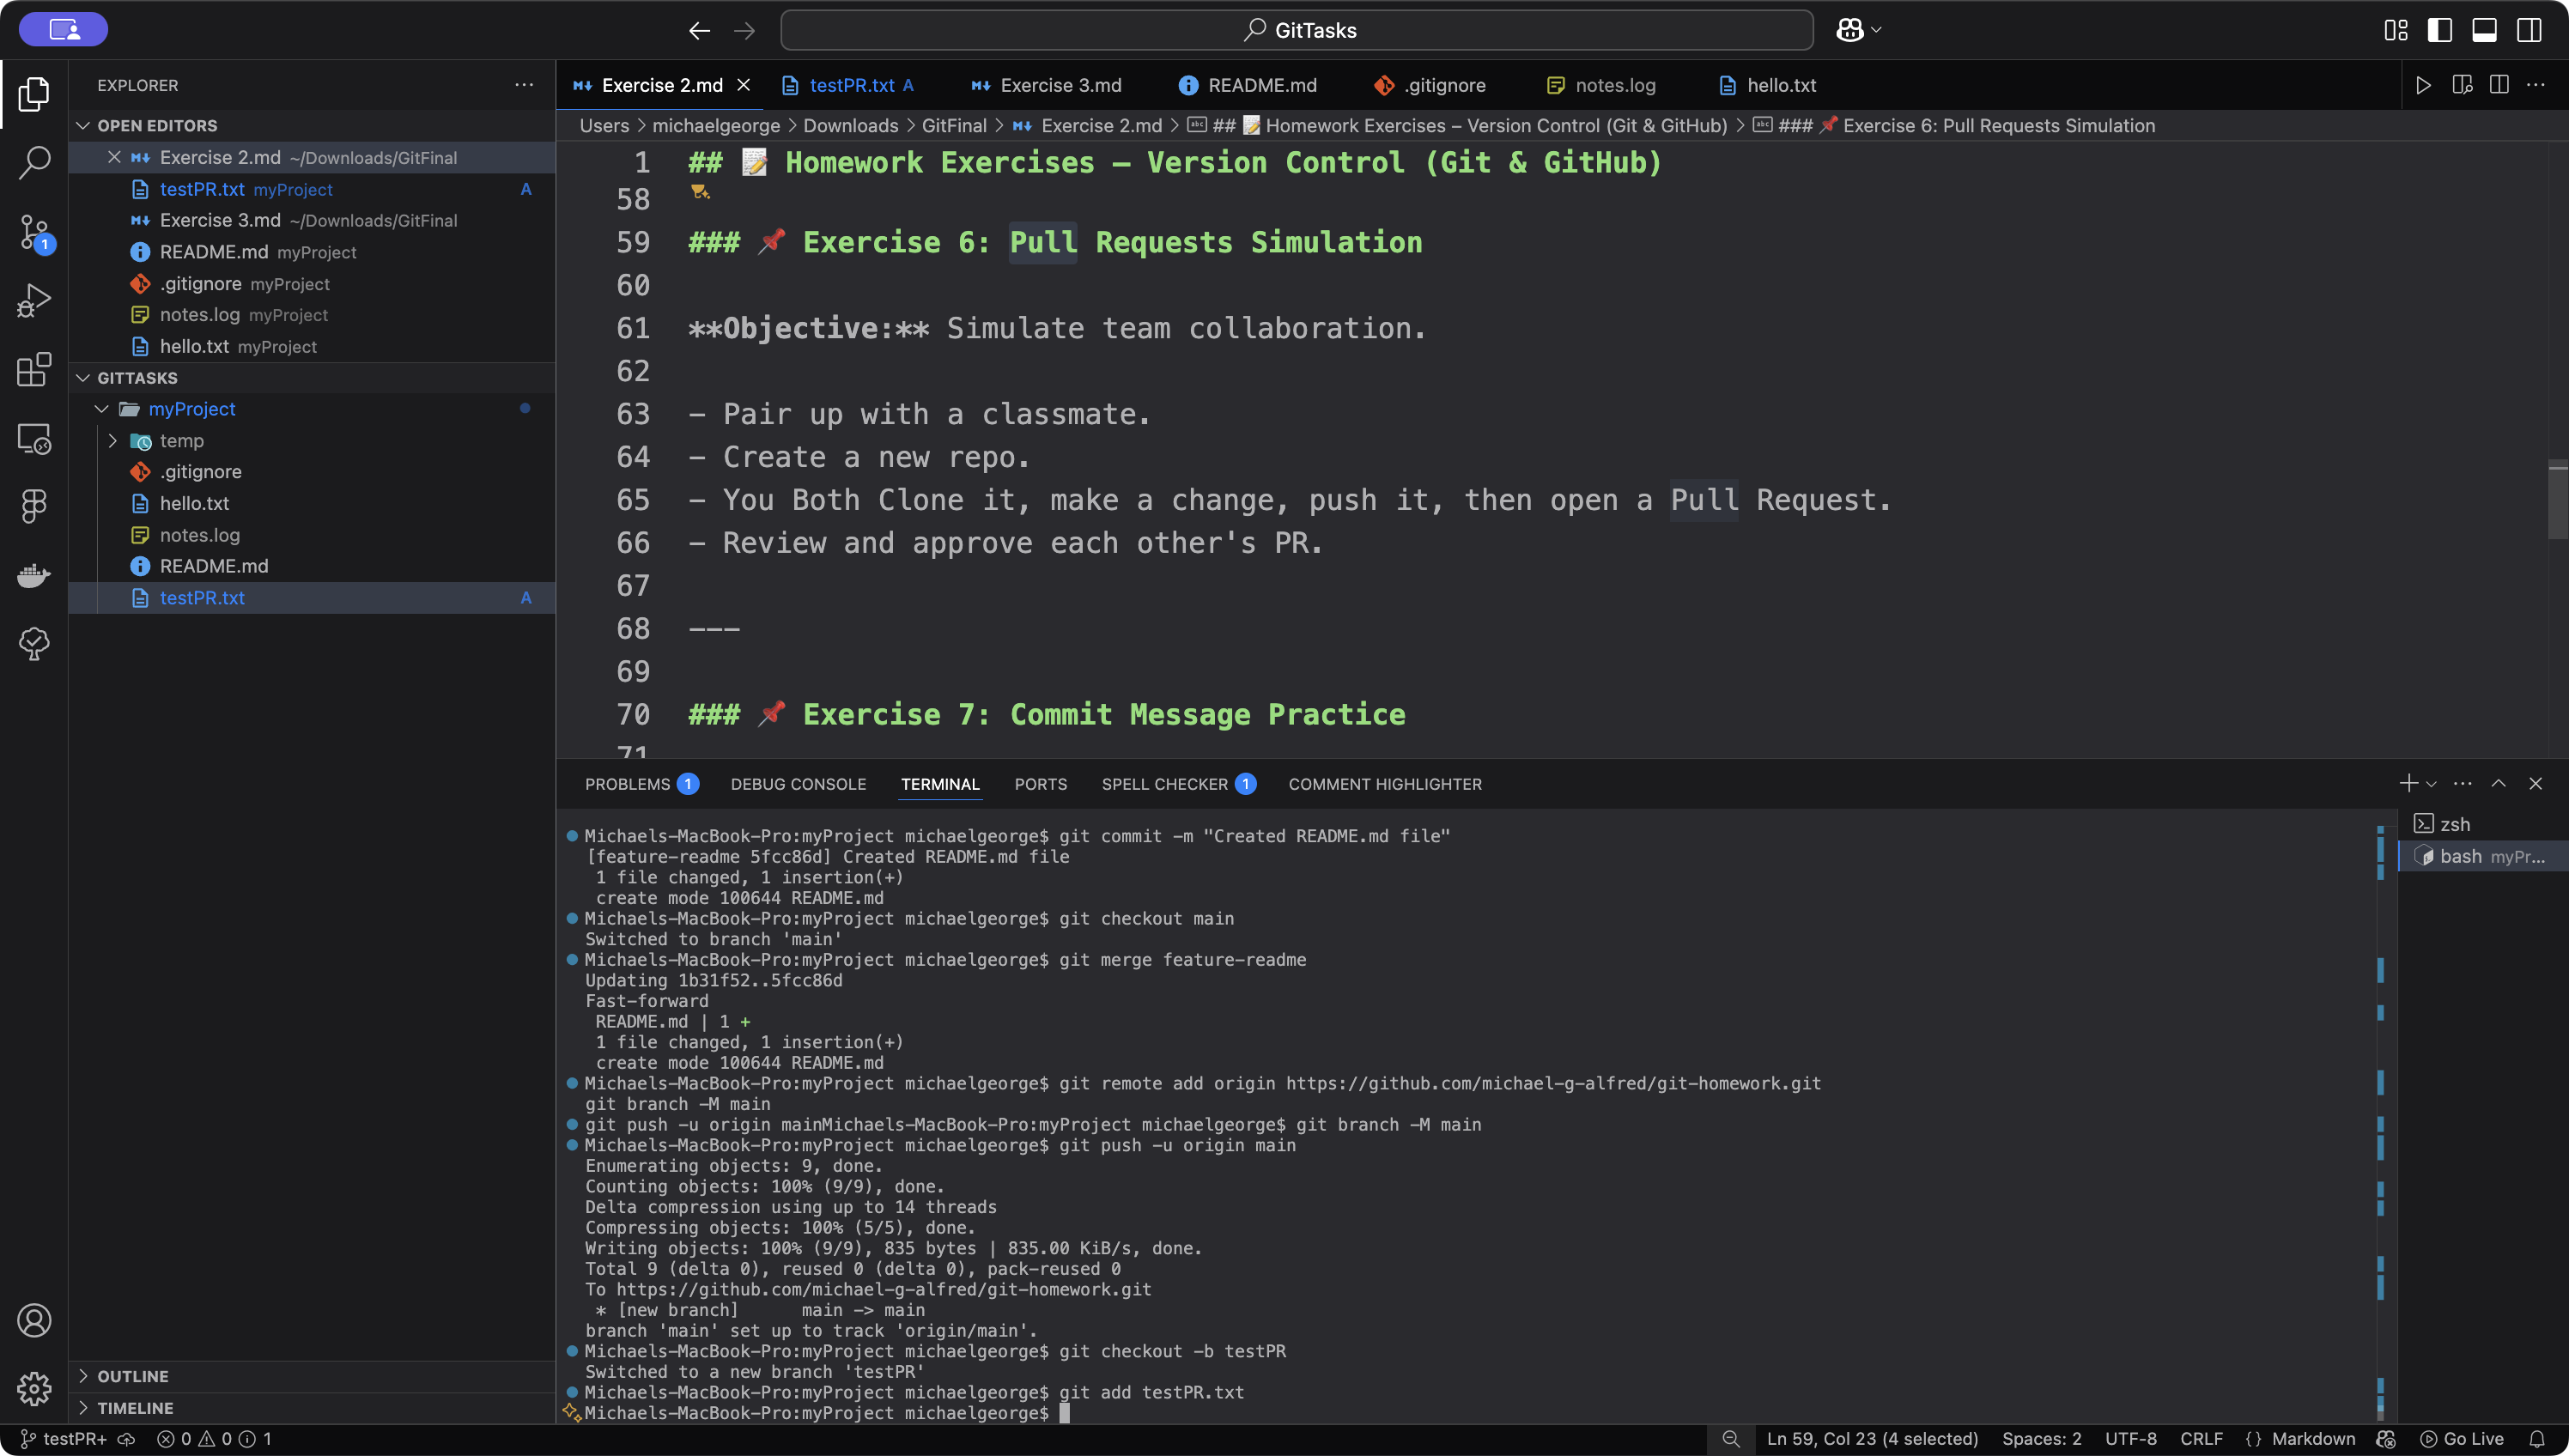 GitTasks
EXPLORER
OPEN EDITORS
Exercise 2.md ~/Downloads/GitFinal
testPR.txt myProject A
Exercise 3.md ~/Downloads/GitFinal
README.md myProject
.gitignore myProject
notes.log myProject
hello.txt myProject
GITTASKS
myProject
temp
.gitignore
hello.txt
notes.log
README.md
testPR.txt A
OUTLINE
TIMELINE
1
Exercise 2.md testPR.txt A Exercise 3.md README.md .gitignore notes.log hello.txt
Users > michaelgeorge > Downloads > GitFinal > Exercise 2.md > ## 📝 Homework Exercises – Version Control (Git & GitHub) > ### 📌 Exercise 6: Pull Requests Simulation
1 ## 📝 Homework Exercises – Version Control (Git & GitHub)
58
59 ### 📌 Exercise 6: Pull Requests Simulation
60
61 **Objective:** Simulate team collaboration.
62
63 - Pair up with a classmate.
64 - Create a new repo.
65 - You Both Clone it, make a change, push it, then open a Pull Request.
66 - Review and approve each other's PR.
67
68 ---
69
70 ### 📌 Exercise 7: Commit Message Practice
71
PROBLEMS 1 DEBUG CONSOLE TERMINAL PORTS SPELL CHECKER 1 COMMENT HIGHLIGHTER
Michaels-MacBook-Pro:myProject michaelgeorge$ git commit -m "Created README.md file"
[feature-readme 5fcc86d] Created README.md file
1 file changed, 1 insertion(+)
create mode 100644 README.md
Michaels-MacBook-Pro:myProject michaelgeorge$ git checkout main
Switched to branch 'main'
Michaels-MacBook-Pro:myProject michaelgeorge$ git merge feature-readme
Updating 1b31f52..5fcc86d
Fast-forward
README.md | 1 +
1 file changed, 1 insertion(+)
create mode 100644 README.md
Michaels-MacBook-Pro:myProject michaelgeorge$ git remote add origin https://github.com/michael-g-alfred/git-homework.git
git branch -M main
git push -u origin mainMichaels-MacBook-Pro:myProject michaelgeorge$ git branch -M main
Michaels-MacBook-Pro:myProject michaelgeorge$ git push -u origin main
Enumerating objects: 9, done.
Counting objects: 100% (9/9), done.
Delta compression using up to 14 threads
Compressing objects: 100% (5/5), done.
Writing objects: 100% (9/9), 835 bytes | 835.00 KiB/s, done.
Total 9 (delta 0), reused 0 (delta 0), pack-reused 0
To https://github.com/michael-g-alfred/git-homework.git
* [new branch] main -> main
branch 'main' set up to track 'origin/main'.
Michaels-MacBook-Pro:myProject michaelgeorge$ git checkout -b testPR
Switched to a new branch 'testPR'
Michaels-MacBook-Pro:myProject michaelgeorge$ git add testPR.txt
Michaels-MacBook-Pro:myProject michaelgeorge$
zsh
bash myPr...
testPR+ 0 0 1 Ln 59, Col 23 (4 selected) Spaces: 2 UTF-8 CRLF {} Markdown Go Live